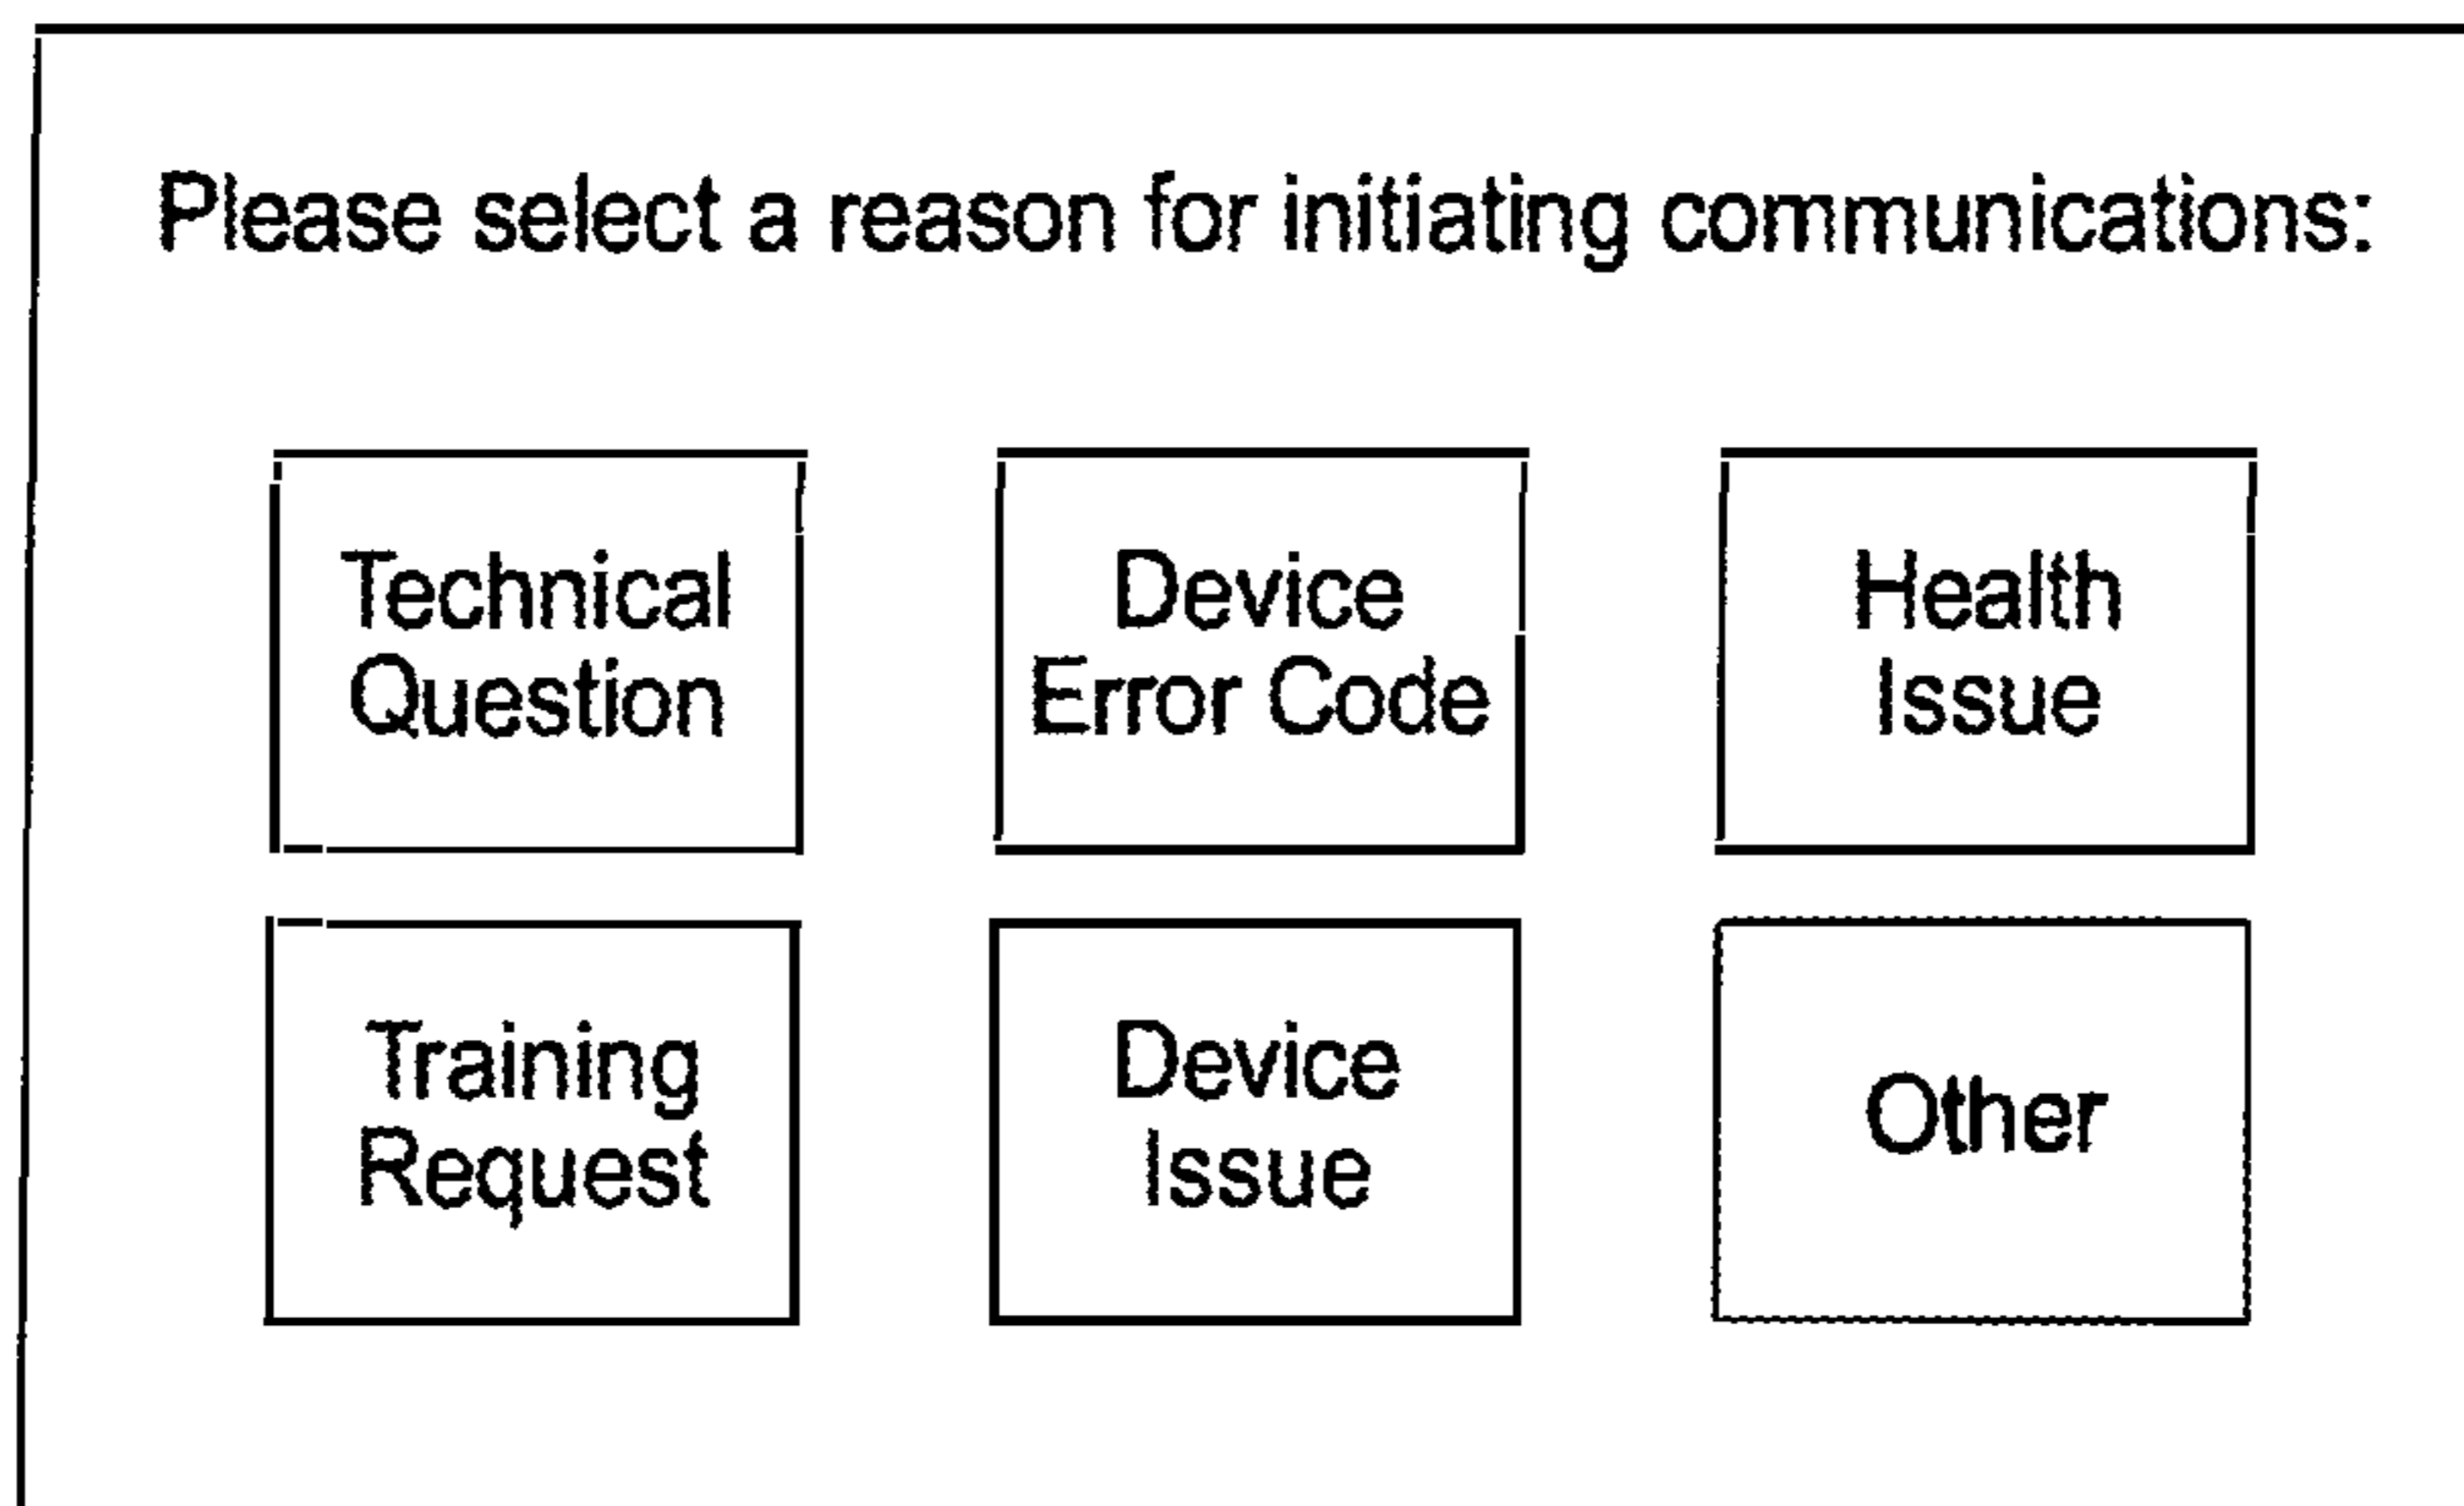 Please select a reason for initiating communications:
Technical
Question
Device
Error Code
Health
Issue
Training
Request
Device
Issue
Other